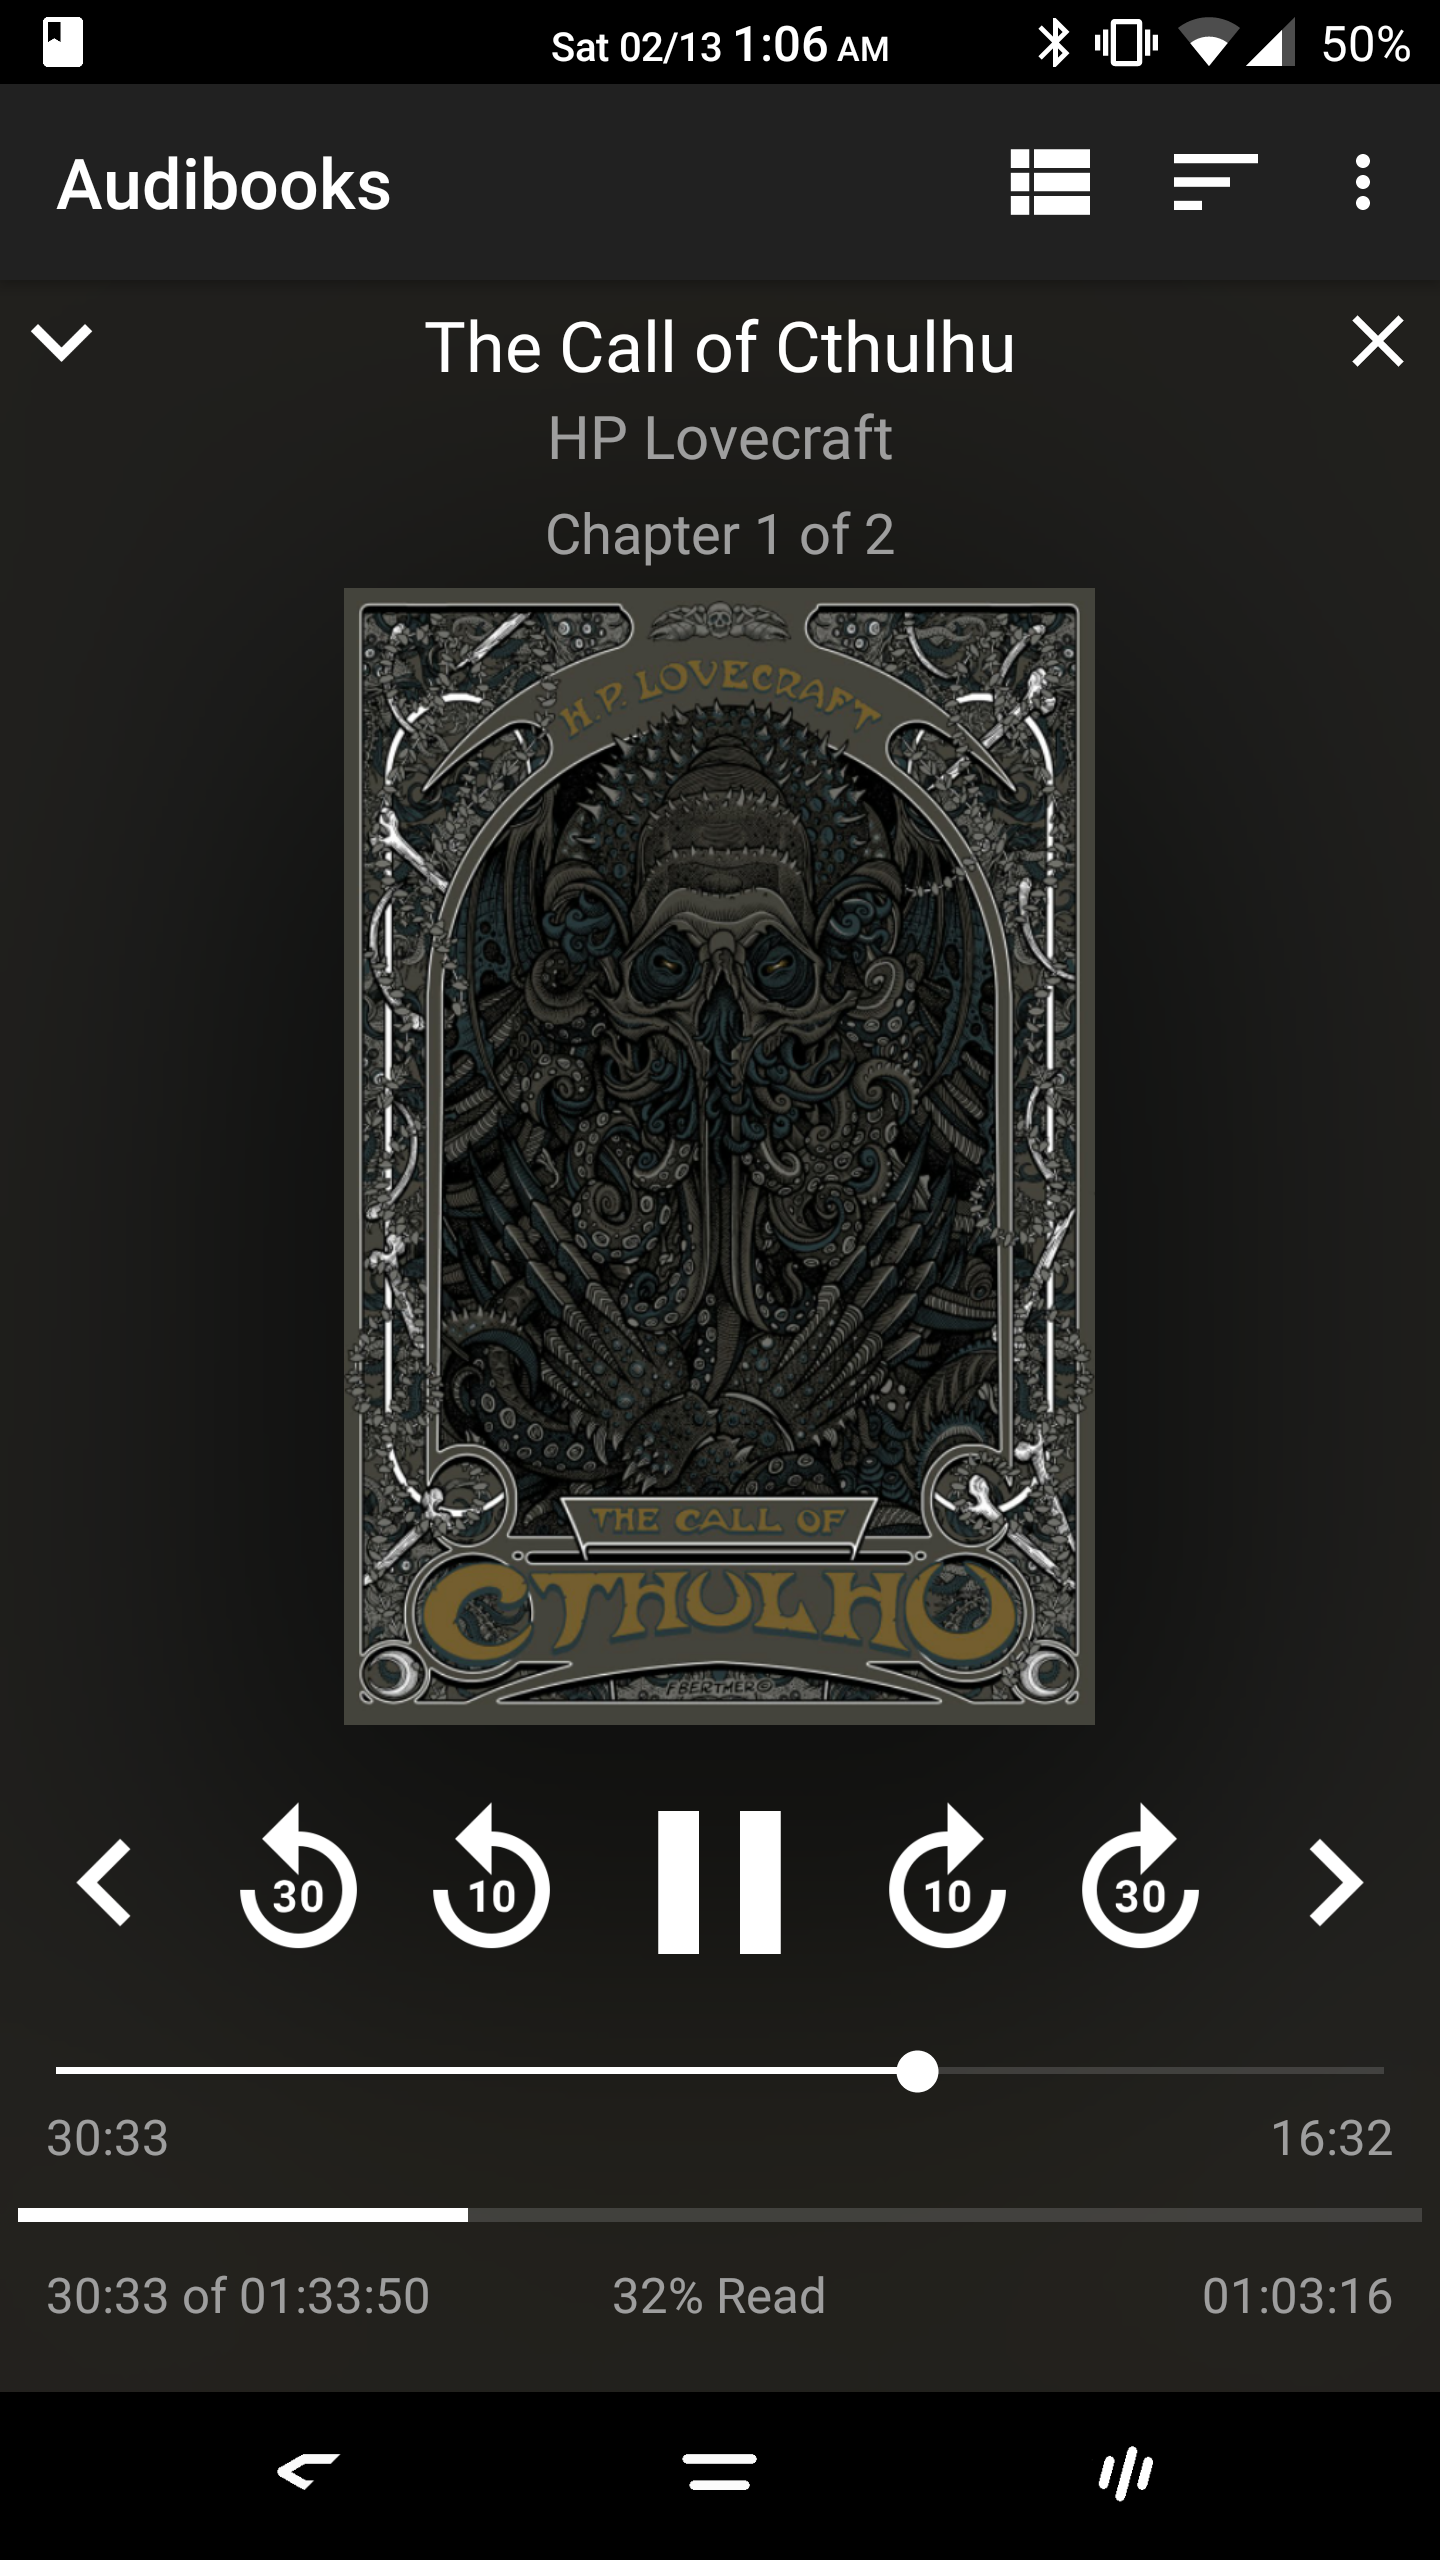 Sat 02/13 1:06 AM
50%
Audibooks
The Call of Cthulhu
HP Lovecraft
Chapter 1 of 2
H.P. LOVECRAFT
THE CALL OF
CTHULHU
FBERTHER©
30
10
10
30
30:33
16:32
30:33 of 01:33:50
32% Read
01:03:16